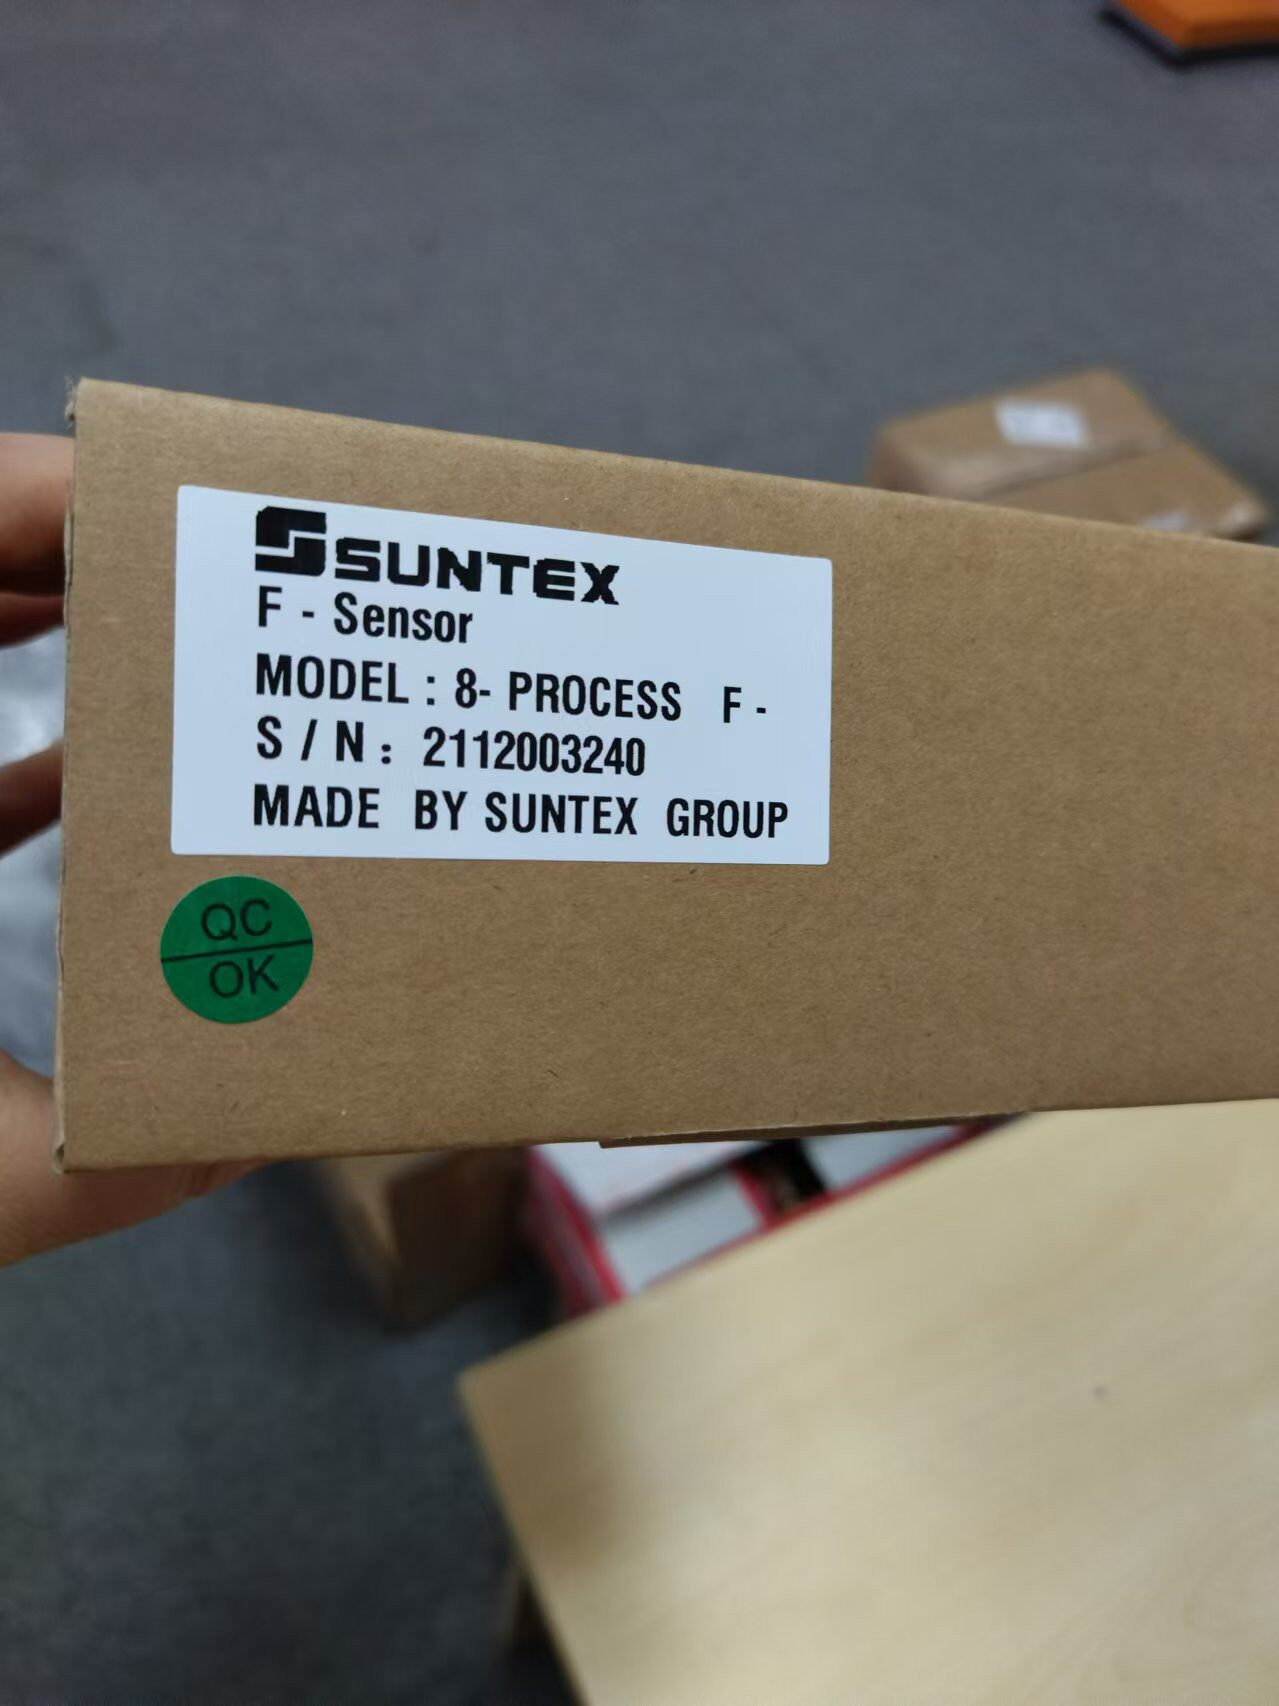 SUNTEX
F - Sensor
MODEL : 8- PROCESS F -
S / N : 2112003240
MADE BY SUNTEX GROUP
QC
OK